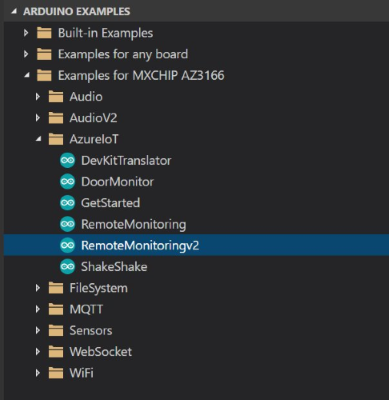 ARDUINO EXAMPLES
Built-in Examples
Examples for any board
Examples for MXCHIP AZ3166
Audio
AudioV2
AzureIoT
DevKitTranslator
DoorMonitor
GetStarted
RemoteMonitoring
RemoteMonitoringv2
ShakeShake
FileSystem
MQTT
Sensors
WebSocket
WiFi